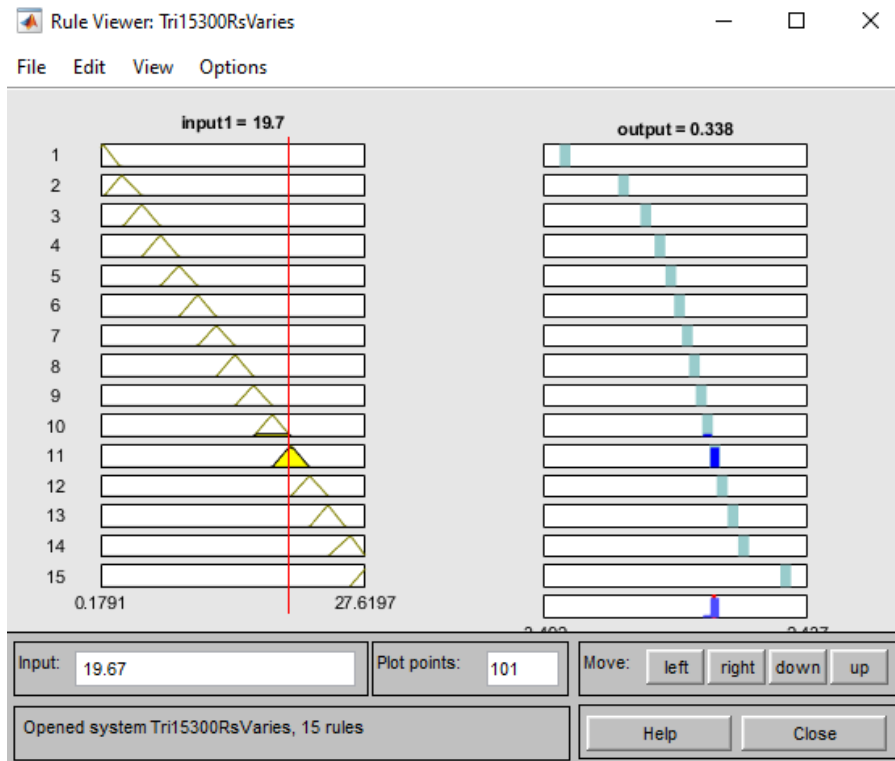 Rule Viewer: Tri15300RsVaries
File Edit View Options
input1 = 19.7
output = 0.338
1
2
3
4
5
6
7
8
9
10
11
12
13
14
15
0.1791 27.6197
Input: 19.67
Plot points: 101
Move: left right down up
Opened system Tri15300RsVaries, 15 rules
Help Close